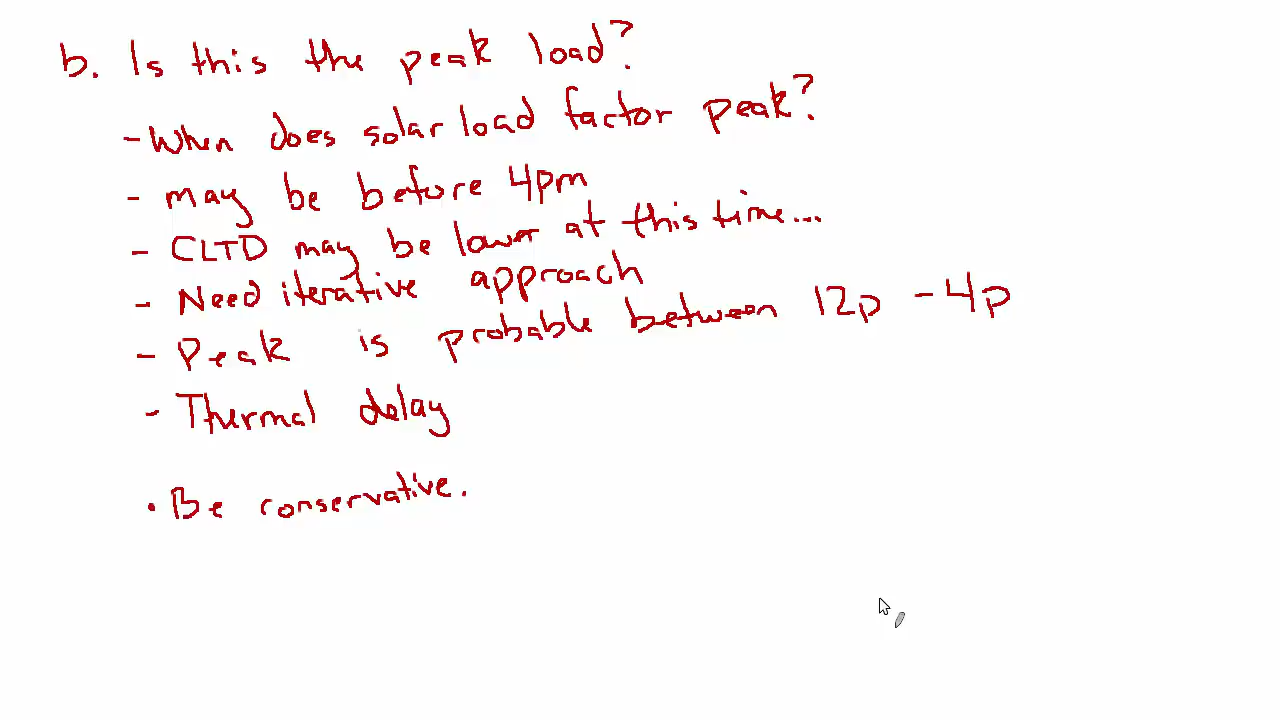 b. Is this the peak load?
- When does solar load factor peak?
- may be before 4pm
- CLTD may be lower at this time...
- Need iterative approach
- Peak is probable between 12p - 4p
- Thermal delay
• Be conservative.